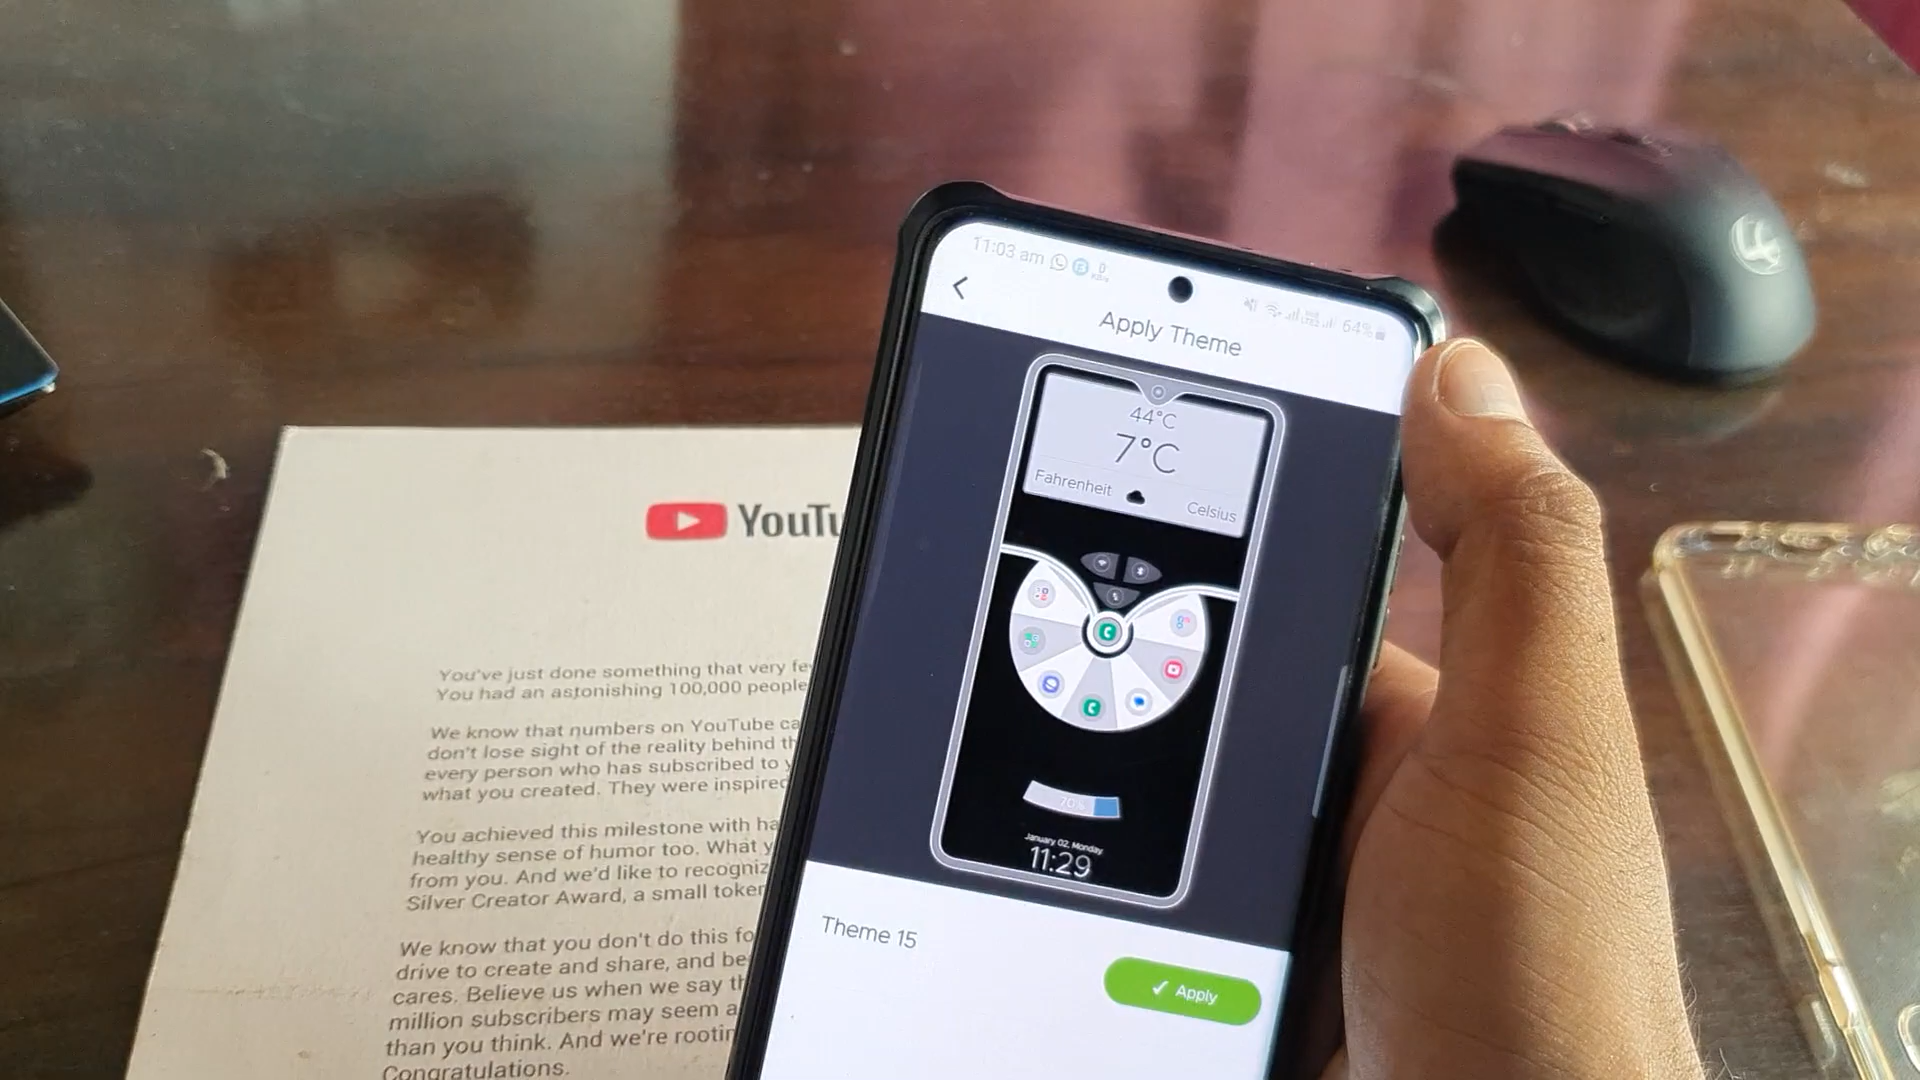 11:03 am
64%
Apply Theme
44°C
7°C
Fahrenheit
Celsius
70%
January 02, Monday
11:29
Theme 15
✓ Apply
YouTu
You've just done something that very fe
You had an astonishing 100,000 people
We know that numbers on YouTube ca
don't lose sight of the reality behind th
every person who has subscribed to y
what you created. They were inspired
You achieved this milestone with ha
healthy sense of humor too. What y
from you. And we'd like to recogniz
Silver Creator Award, a small token
We know that you don't do this fo
drive to create and share, and be
cares. Believe us when we say th
million subscribers may seem a
than you think. And we're rootin
Congratulations.